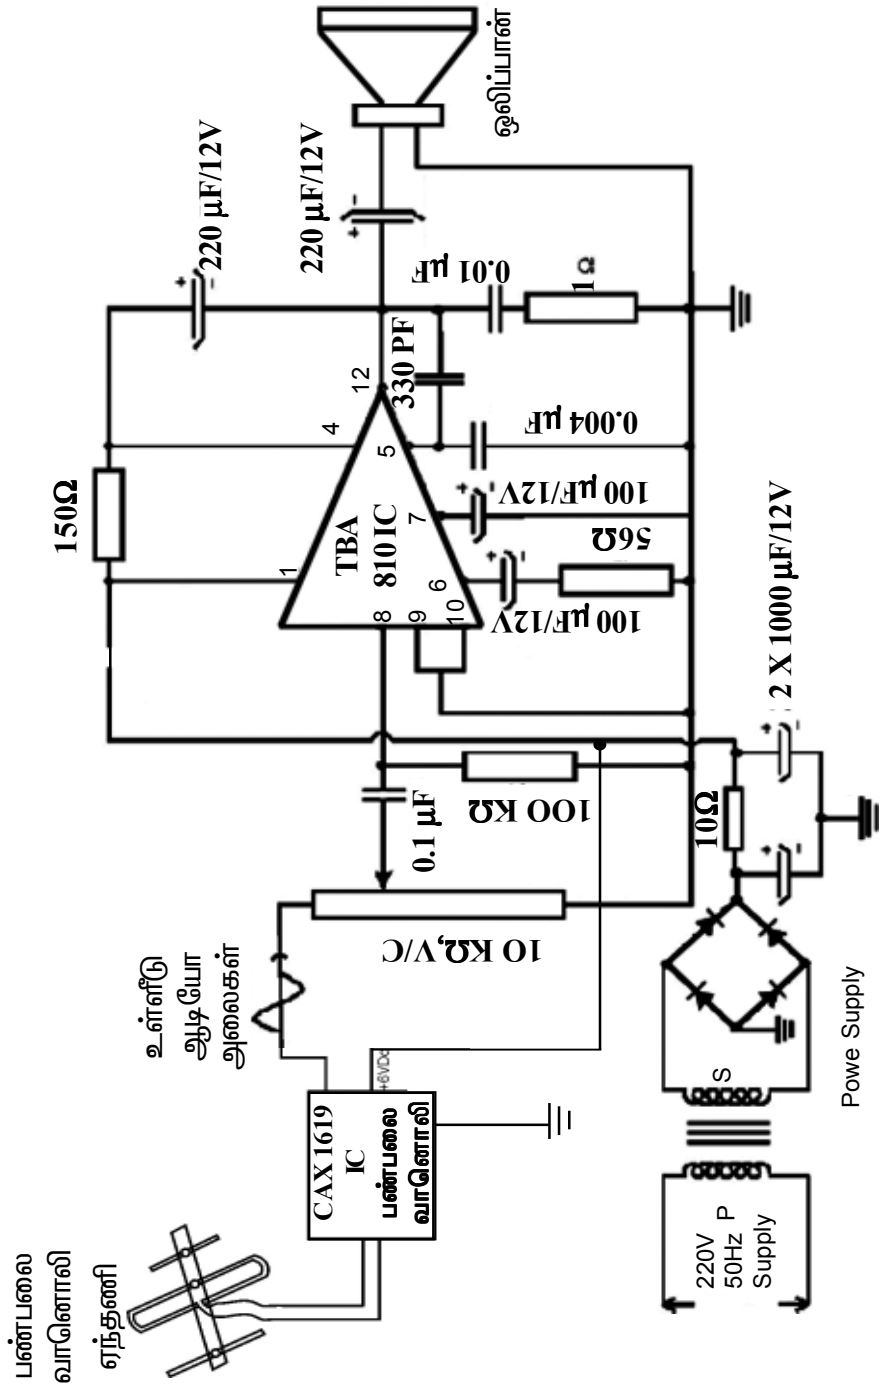 பண்பலை
வானொலி
ஏந்தணி
உள்ளீடு
ஆடியோ
அலைகள்
CAX 1619
IC
பண்பலை
வானொலி
+6VDc
10 KΩ,V/C
0.1 μF
100 KΩ
150Ω
TBA
810 IC
1
4
12
5
7
6
8
9
10
220 μF/12V
220 μF/12V
330 PF
0.01 μF
1 Ω
0.004 μF
100 μF/12V
56Ω
100 μF/12V
ஒலிப்பான்
10Ω
2 X 1000 μF/12V
220V
50Hz P
Supply
S
Powe Supply